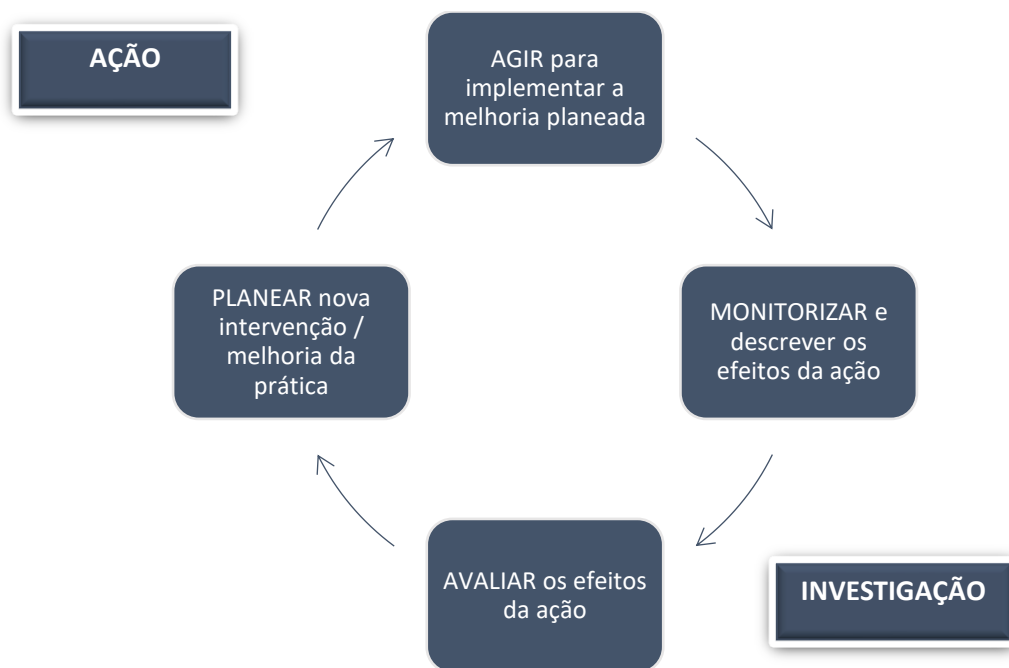 AÇÃO
AGIR para
implementar a
melhoria planeada
PLANEAR nova
intervenção /
melhoria da
prática
MONITORIZAR e
descrever os
efeitos da ação
AVALIAR os efeitos
da ação
INVESTIGAÇÃO